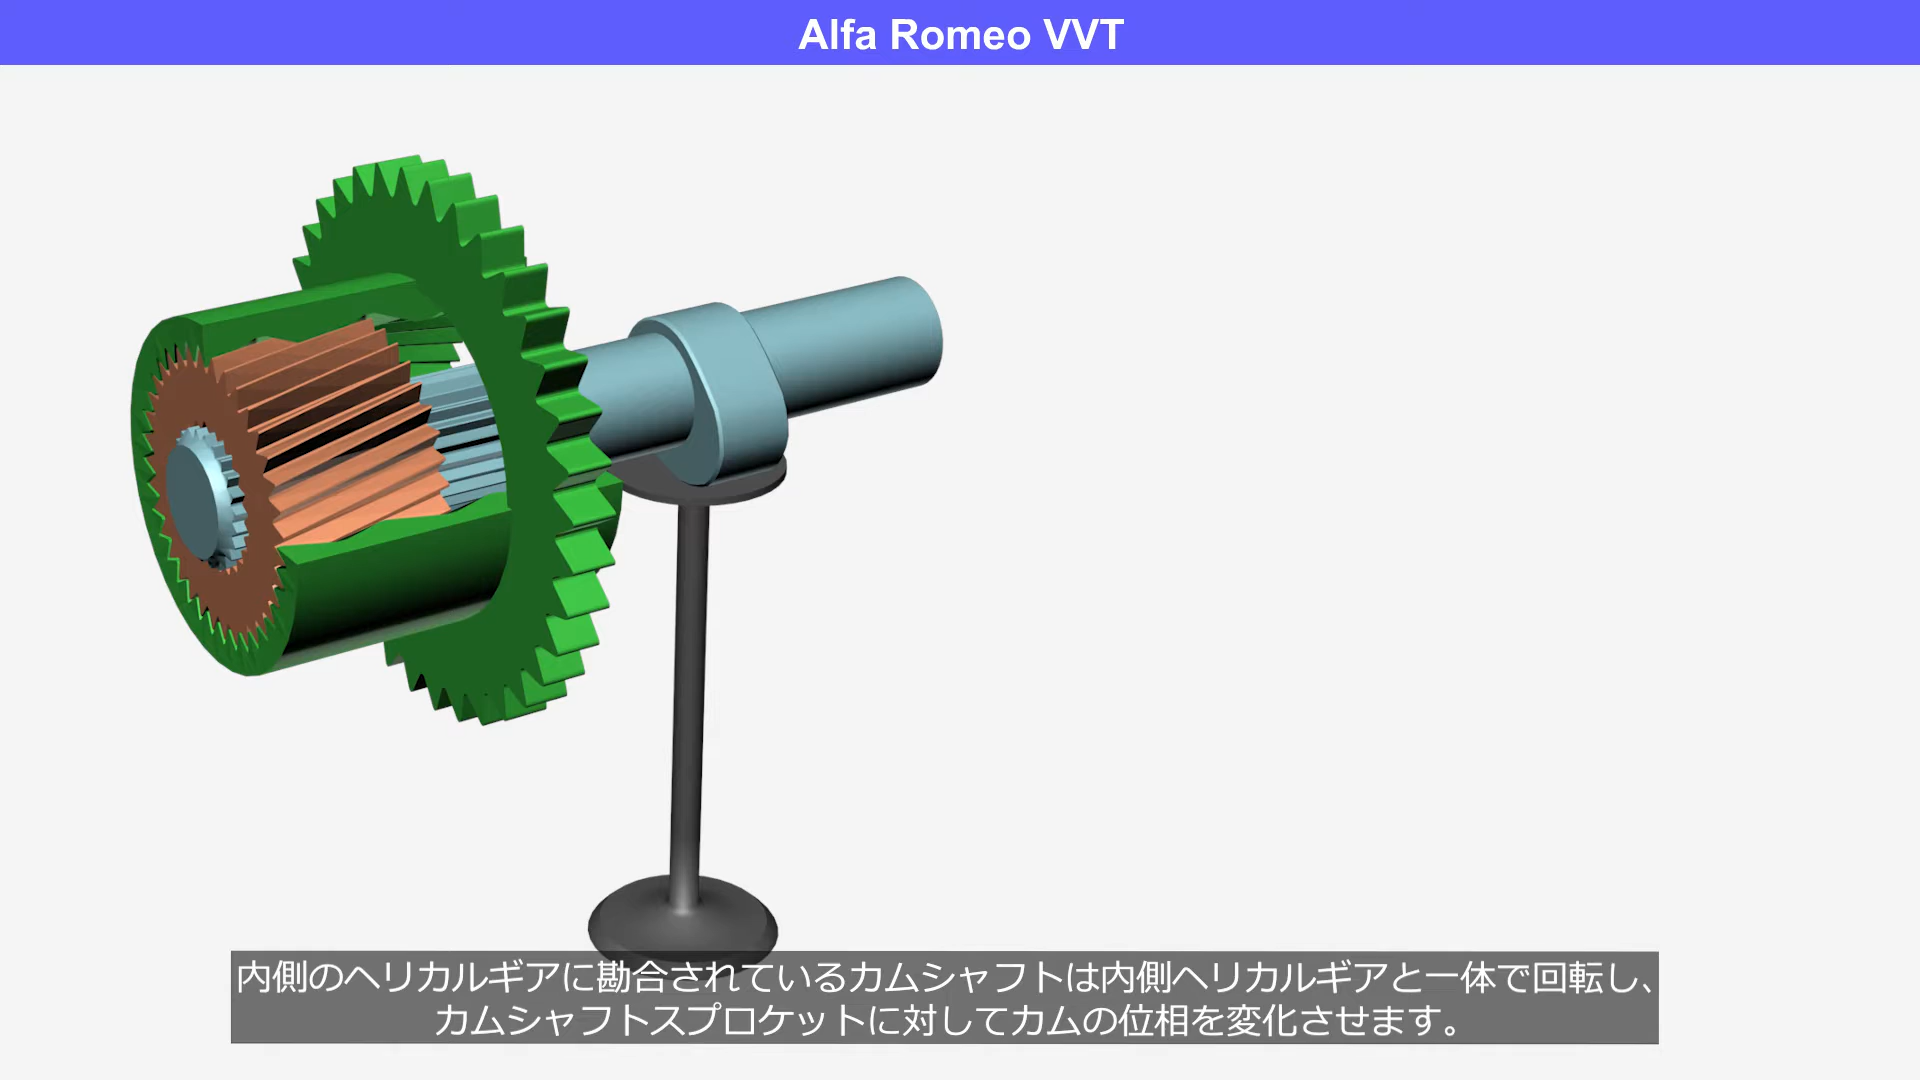 Alfa Romeo VVT
内側のヘリカルギアに勘合されているカムシャフトは内側ヘリカルギアと一体で回転し、
カムシャフトスプロケットに対してカムの位相を変化させます。